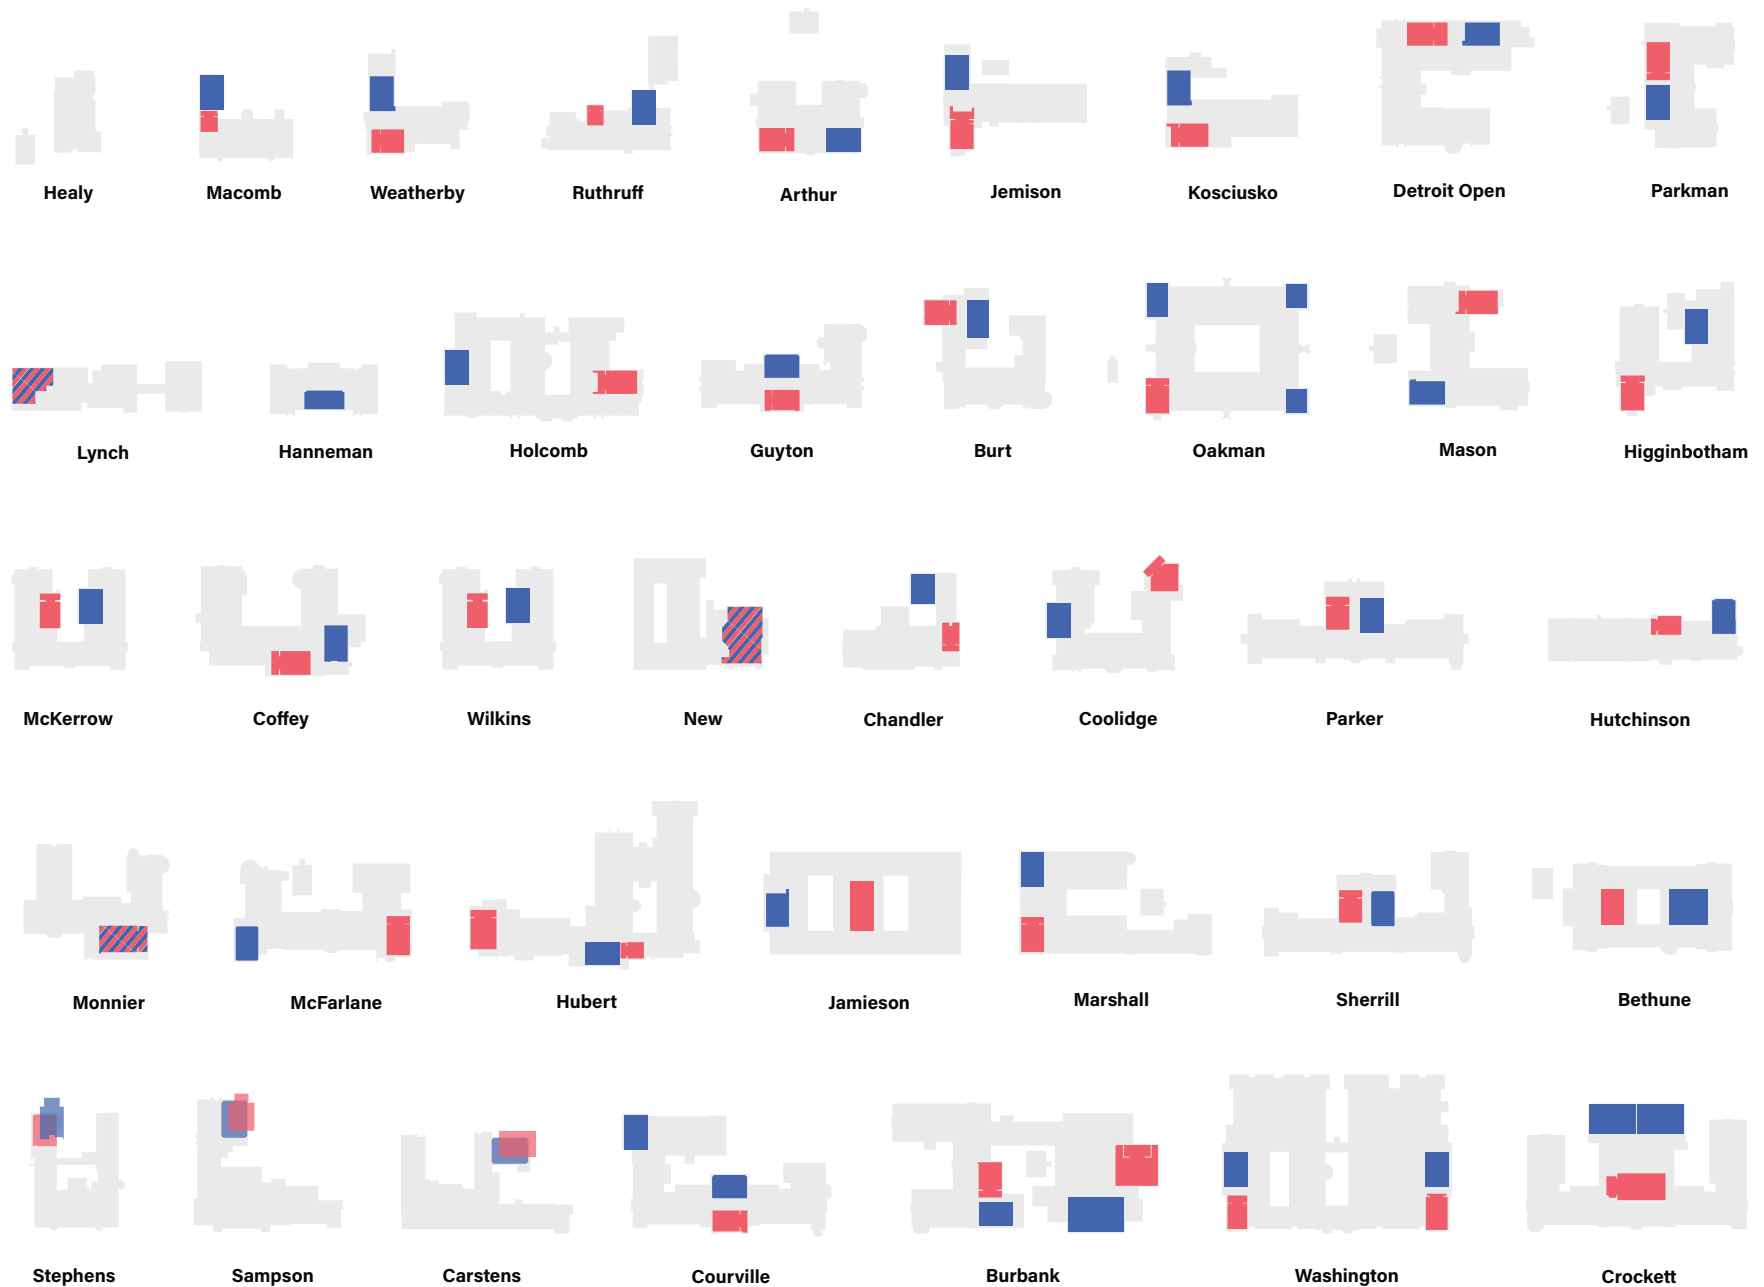 Healy
Macomb
Weatherby
Ruthruff
Arthur
Jemison
Kosciusko
Detroit Open
Parkman
Lynch
Hanneman
Holcomb
Guyton
Burt
Oakman
Mason
Higginbotham
McKerrow
Coffey
Wilkins
New
Chandler
Coolidge
Parker
Hutchinson
Monnier
McFarlane
Hubert
Jamieson
Marshall
Sherrill
Bethune
Stephens
Sampson
Carstens
Courville
Burbank
Washington
Crockett